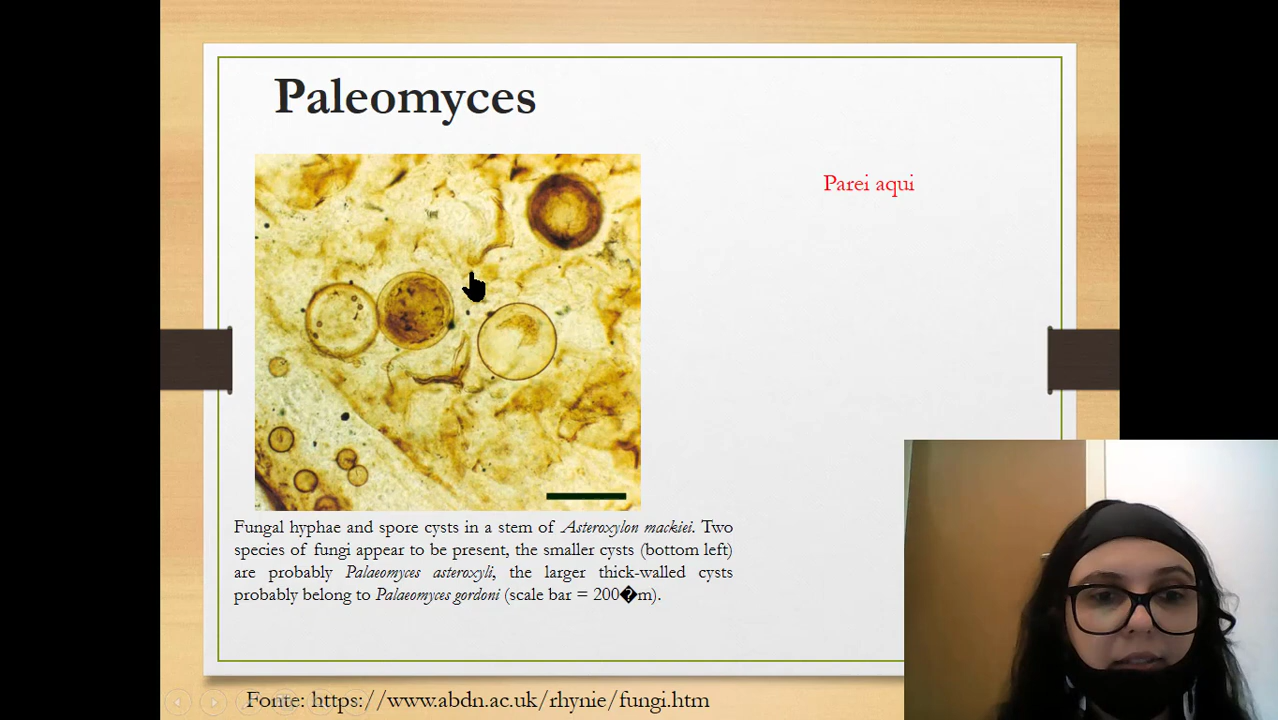 Paleomyces
Parei aqui
Fungal hyphae and spore cysts in a stem of Asteroxylon mackiei. Two
species of fungi appear to be present, the smaller cysts (bottom left)
are probably Palaeomyces asteroxyli, the larger thick-walled cysts
probably belong to Palaeomyces gordoni (scale bar = 200�m).
Fonte: https://www.abdn.ac.uk/rhynie/fungi.htm